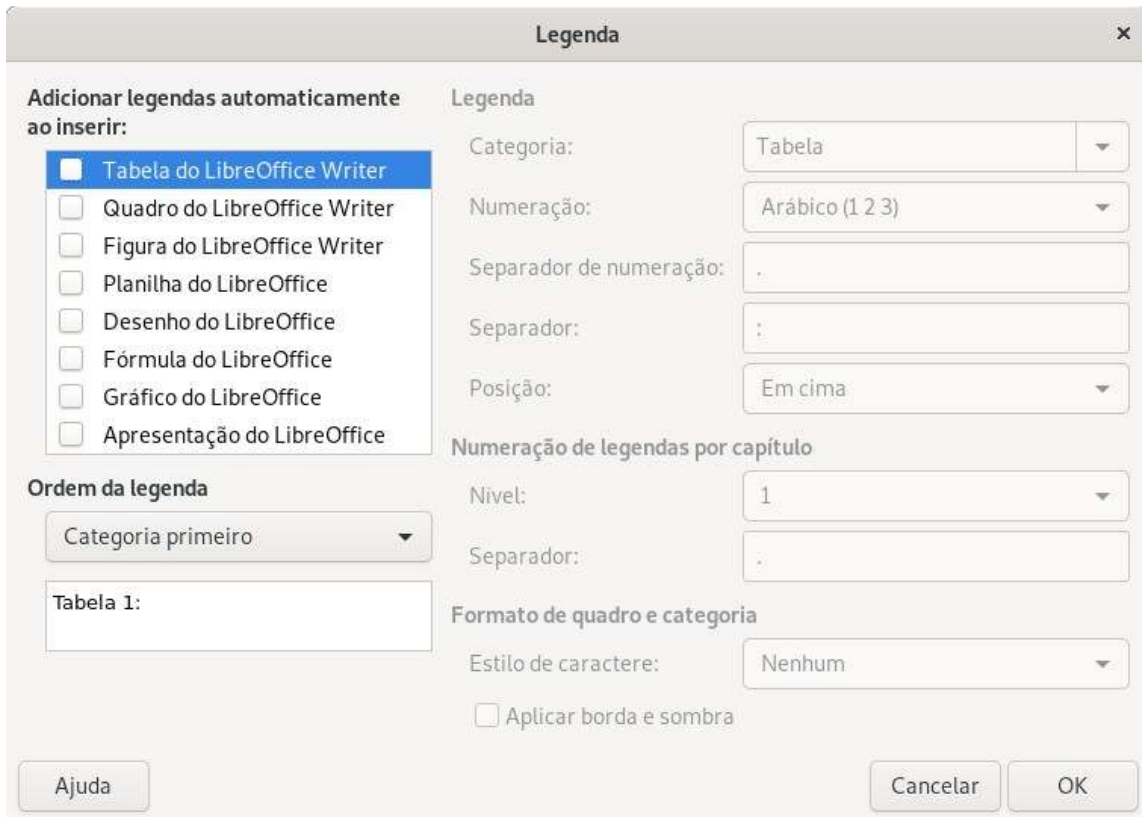 Legenda
Adicionar legendas automaticamente
ao inserir:
Tabela do LibreOffice Writer
Quadro do LibreOffice Writer
Figura do LibreOffice Writer
Planilha do LibreOffice
Desenho do LibreOffice
Fórmula do LibreOffice
Gráfico do LibreOffice
Apresentação do LibreOffice
Ordem da legenda
Categoria primeiro
Tabela 1:
Legenda
Categoria: Tabela
Numeração: Arábico (1 2 3)
Separador de numeração: .
Separador: :
Posição: Em cima
Numeração de legendas por capítulo
Nível: 1
Separador: .
Formato de quadro e categoria
Estilo de caractere: Nenhum
Aplicar borda e sombra
Ajuda
Cancelar
OK